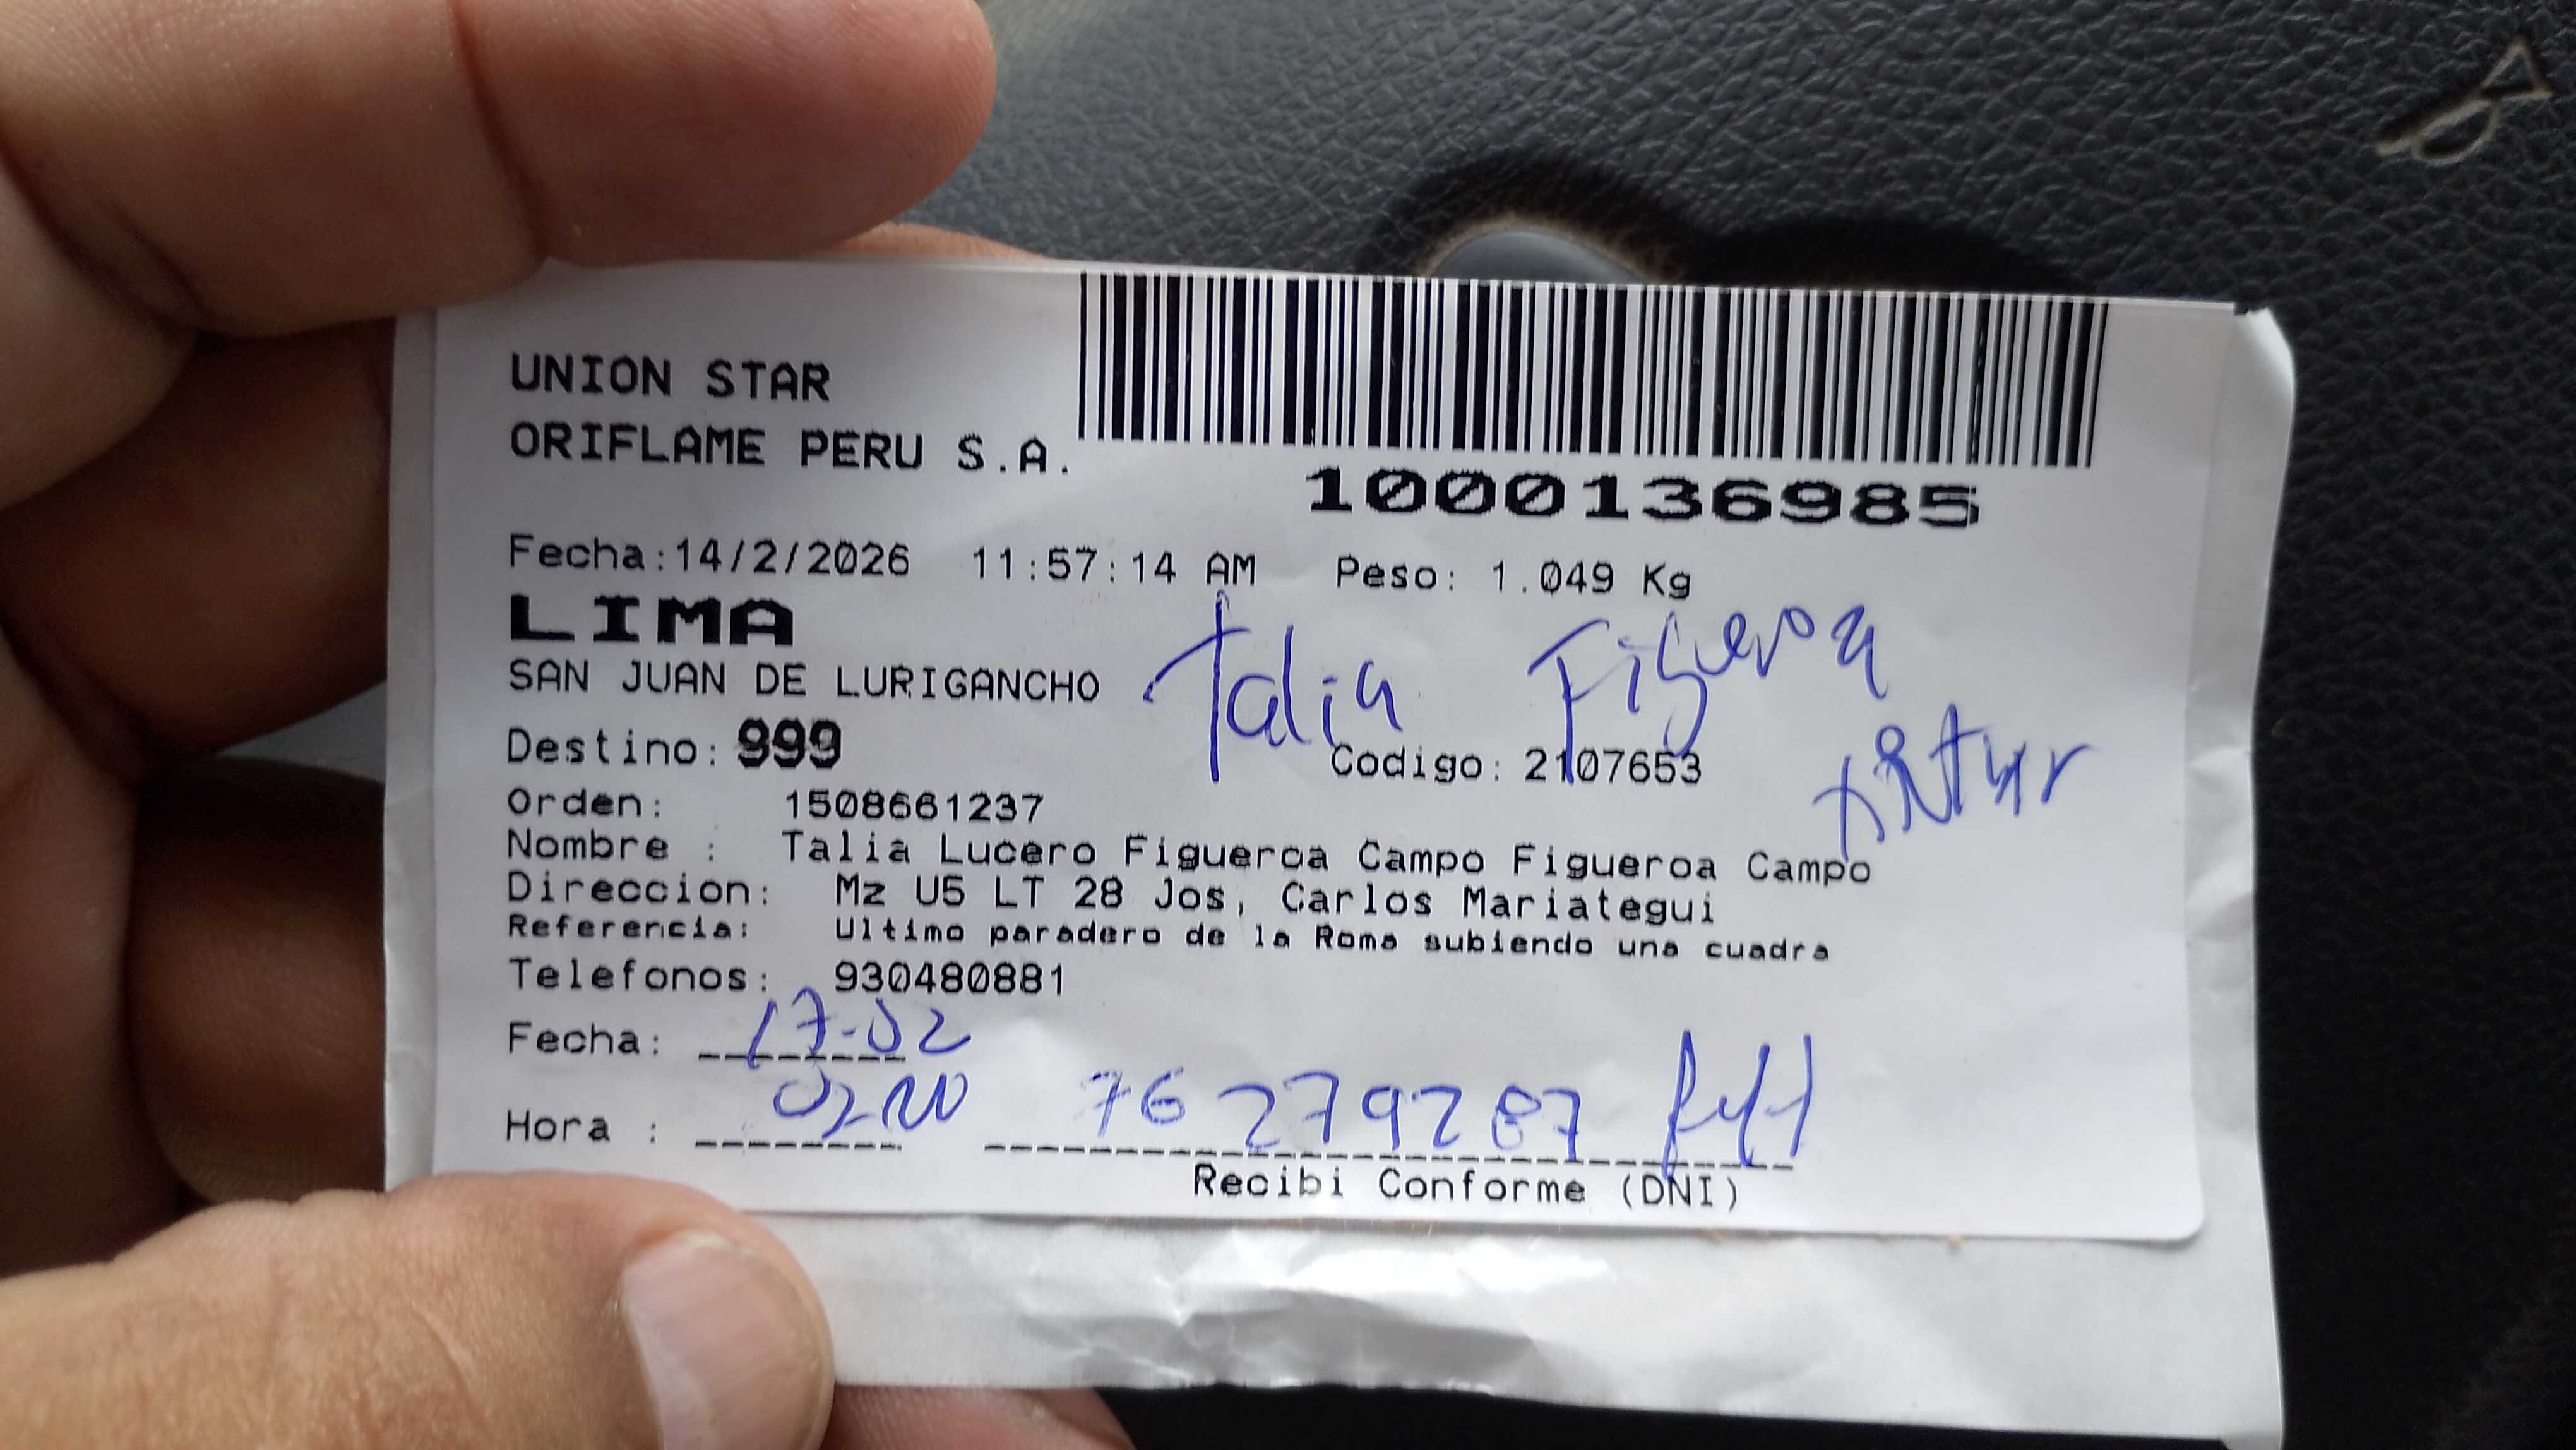 UNION STAR
ORIFLAME PERU S.A.
1000136985
Fecha:14/2/2026 11:57:14 AM Peso: 1.049 Kg
LIMA
SAN JUAN DE LURIGANCHO
Talia Figueroa
Destino: 999
Codigo: 2107653
Orden: 1508661237
Nombre : Talia Lucero Figueroa Campo Figueroa Campo
Direccion: Mz U5 LT 28 Jos, Carlos Mariategui
Referencia: Ultimo paradero de la Roma subiendo una cuadra
Telefonos: 930480881
Fecha: 17-02
Hora :
76279287
Recibi Conforme (DNI)